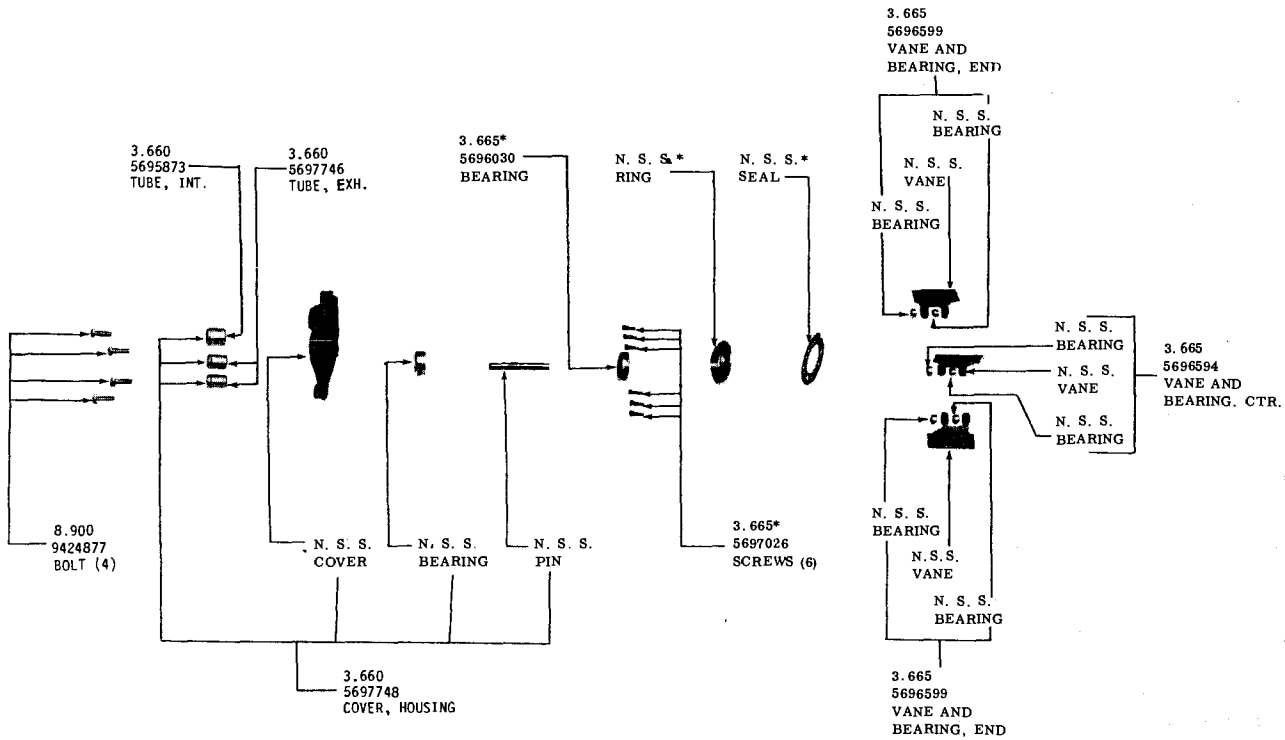 3.665
5696599
VANE AND
BEARING, END
N. S. S.
BEARING
3.660
5695873
TUBE, INT.
3.660
5697746
TUBE, EXH.
3.665*
5696030
BEARING
N. S. S.*
RING
N. S. S.*
SEAL
N. S. S.
VANE
N. S. S.
BEARING
N. S. S.
BEARING
N. S. S.
VANE
N. S. S.
BEARING
3.665
5696594
VANE AND
BEARING. CTR.
8.900
9424877
BOLT (4)
N. S. S.
COVER
N. S. S.
BEARING
N. S. S.
PIN
3.665*
5697026
SCREWS (6)
N. S. S.
BEARING
N.S.S.
VANE
N. S. S.
BEARING
3.660
5697748
COVER, HOUSING
3.665
5696599
VANE AND
BEARING, END